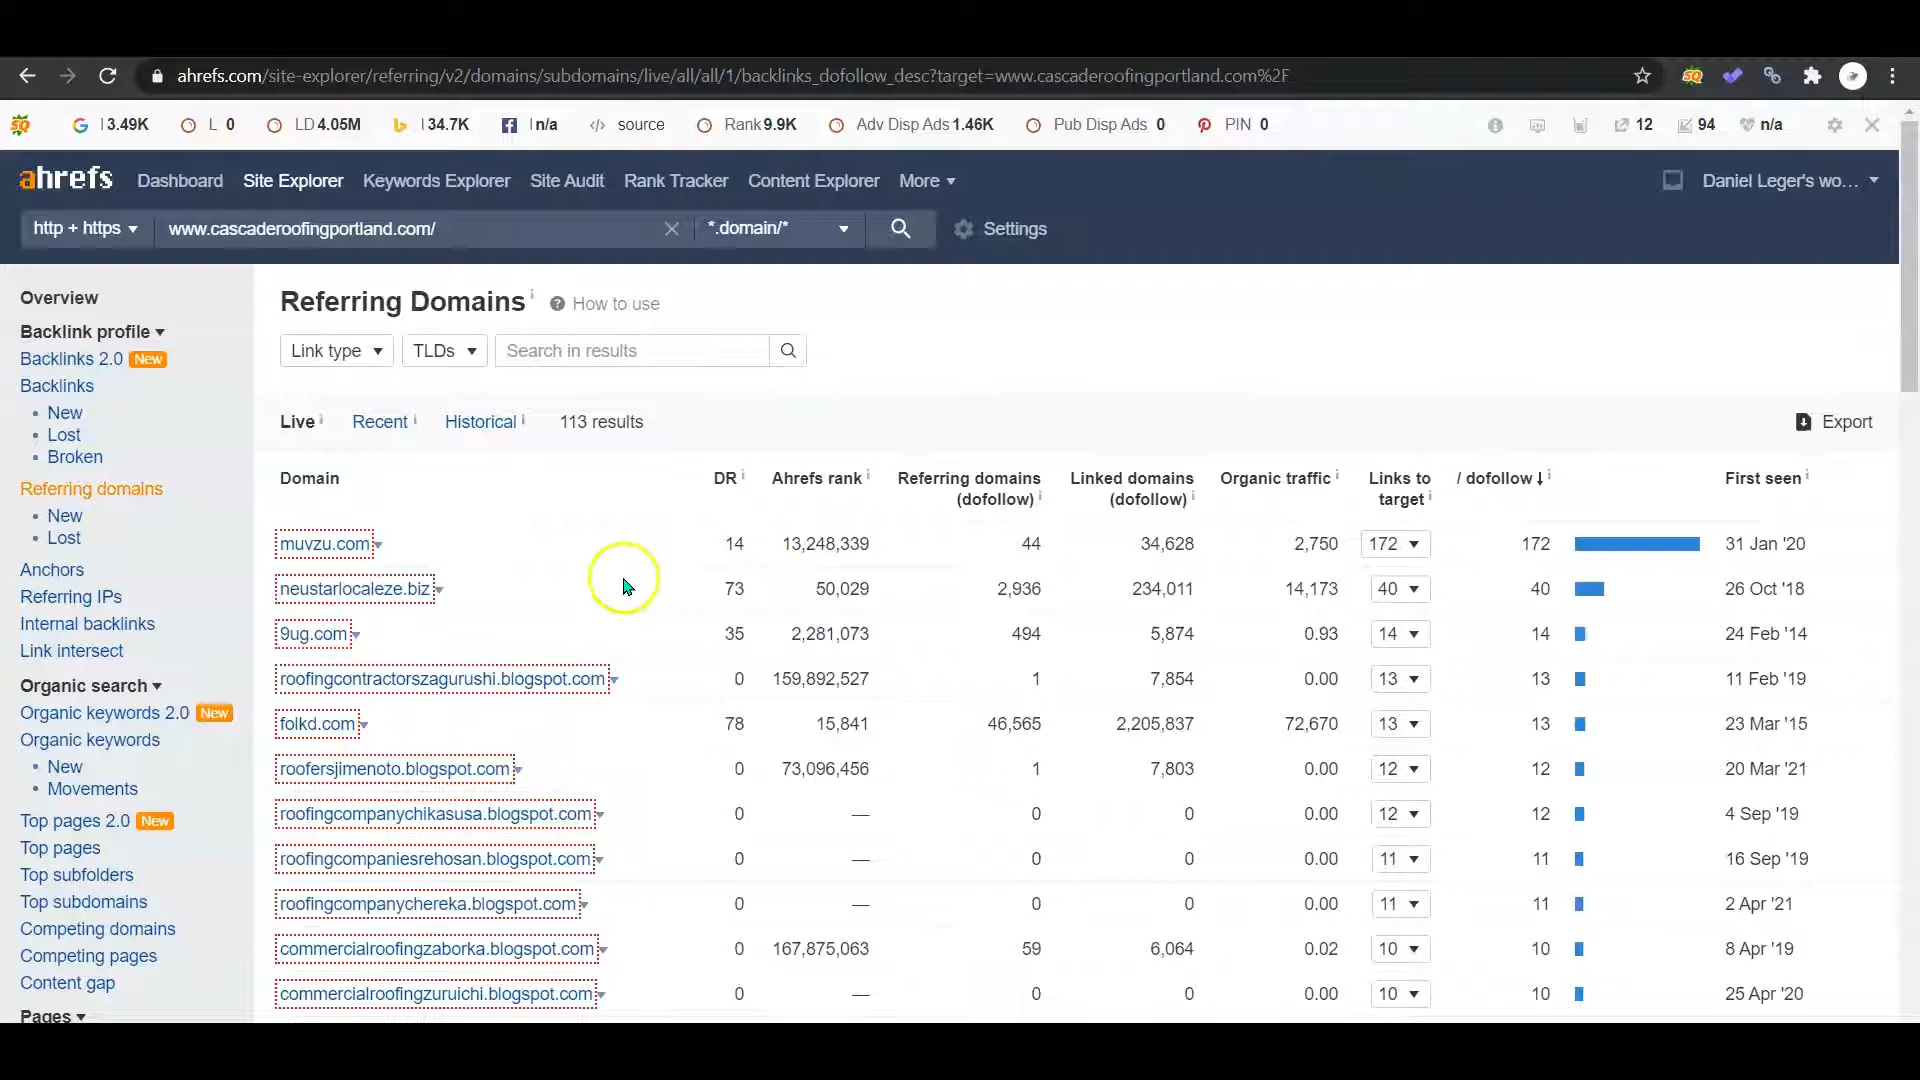 ahrefs.com/site-explorer/referring/v2/domains/subdomains/live/all/all/1/backlinks_dofollow_desc?target=www.cascaderoofingportland.com%2F
SQ
SQ G I 3.49K L 0 LD 4.05M b I 34.7K f I n/a </> source Rank 9.9K Adv Disp Ads 1.46K Pub Disp Ads 0 PIN 0 12 94 n/a
ahrefs Dashboard Site Explorer Keywords Explorer Site Audit Rank Tracker Content Explorer More Daniel Leger's wo…
http + https www.cascaderoofingportland.com/ *.domain/* Settings
Overview
Backlink profile
Backlinks 2.0 New
Backlinks
New
Lost
Broken
Referring domains
New
Lost
Anchors
Referring IPs
Internal backlinks
Link intersect
Organic search
Organic keywords 2.0 New
Organic keywords
New
Movements
Top pages 2.0 New
Top pages
Top subfolders
Top subdomains
Competing domains
Competing pages
Content gap
Pages
Referring Domains i ? How to use
Link type TLDs Search in results
Live i Recent i Historical i 113 results Export
Domain DR i Ahrefs rank i Referring domains (dofollow) i Linked domains (dofollow) i Organic traffic i Links to target i / dofollow ↓ i First seen i
muvzu.com 14 13,248,339 44 34,628 2,750 172 172 31 Jan '20
neustarlocaleze.biz 73 50,029 2,936 234,011 14,173 40 40 26 Oct '18
9ug.com 35 2,281,073 494 5,874 0.93 14 14 24 Feb '14
roofingcontractorszagurushi.blogspot.com 0 159,892,527 1 7,854 0.00 13 13 11 Feb '19
folkd.com 78 15,841 46,565 2,205,837 72,670 13 13 23 Mar '15
roofersjimenoto.blogspot.com 0 73,096,456 1 7,803 0.00 12 12 20 Mar '21
roofingcompanychikasusa.blogspot.com 0 — 0 0 0.00 12 12 4 Sep '19
roofingcompaniesrehosan.blogspot.com 0 — 0 0 0.00 11 11 16 Sep '19
roofingcompanychereka.blogspot.com 0 — 0 0 0.00 11 11 2 Apr '21
commercialroofingzaborka.blogspot.com 0 167,875,063 59 6,064 0.02 10 10 8 Apr '19
commercialroofingzuruichi.blogspot.com 0 — 0 0 0.00 10 10 25 Apr '20